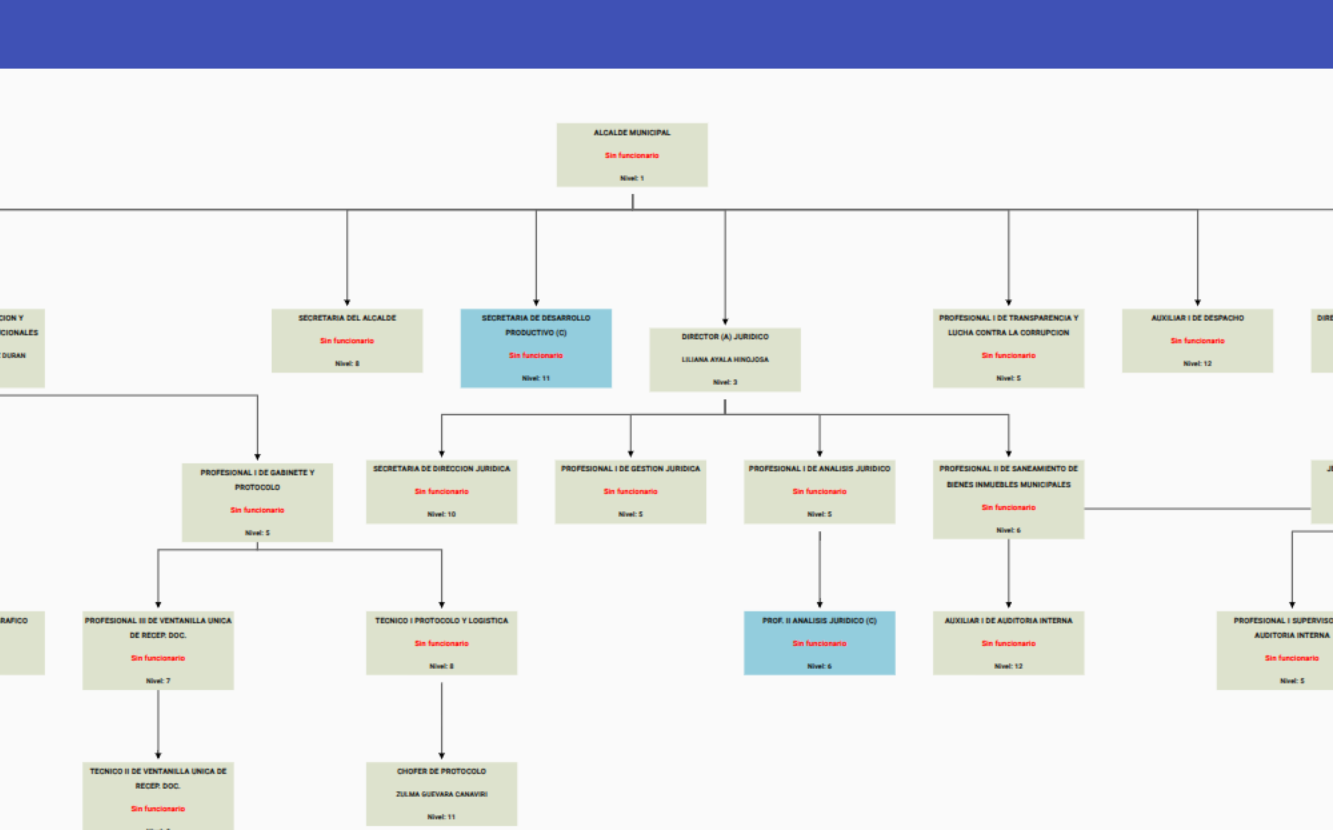 ALCALDE MUNICIPAL
Sin funcionario
Nivel: 1
CION Y
CIONALES
DURAN
SECRETARIA DEL ALCALDE
Sin funcionario
Nivel: 8
SECRETARIA DE DESARROLLO
PRODUCTIVO (C)
Sin funcionario
Nivel: 11
DIRECTOR (A) JURIDICO
LILIANA AYALA HINOJOSA
Nivel: 3
PROFESIONAL I DE TRANSPARENCIA Y
LUCHA CONTRA LA CORRUPCION
Sin funcionario
Nivel: 5
AUXILIAR I DE DESPACHO
Sin funcionario
Nivel: 12
DIRE
PROFESIONAL I DE GABINETE Y
PROTOCOLO
Sin funcionario
Nivel: 5
SECRETARIA DE DIRECCION JURIDICA
Sin funcionario
Nivel: 10
PROFESIONAL I DE GESTION JURIDICA
Sin funcionario
Nivel: 5
PROFESIONAL I DE ANALISIS JURIDICO
Sin funcionario
Nivel: 5
PROFESIONAL II DE SANEAMIENTO DE
BIENES INMUEBLES MUNICIPALES
Sin funcionario
Nivel: 6
JE
RAFICO
PROFESIONAL III DE VENTANILLA UNICA
DE RECEP. DOC.
Sin funcionario
Nivel: 7
TECNICO I PROTOCOLO Y LOGISTICA
Sin funcionario
Nivel: 8
PROF. II ANALISIS JURIDICO (C)
Sin funcionario
Nivel: 6
AUXILIAR I DE AUDITORIA INTERNA
Sin funcionario
Nivel: 12
PROFESIONAL I SUPERVISO
AUDITORIA INTERNA
Sin funcionario
Nivel: 5
TECNICO II DE VENTANILLA UNICA DE
RECEP. DOC.
Sin funcionario
CHOFER DE PROTOCOLO
ZULMA GUEVARA CANAVIRI
Nivel: 11